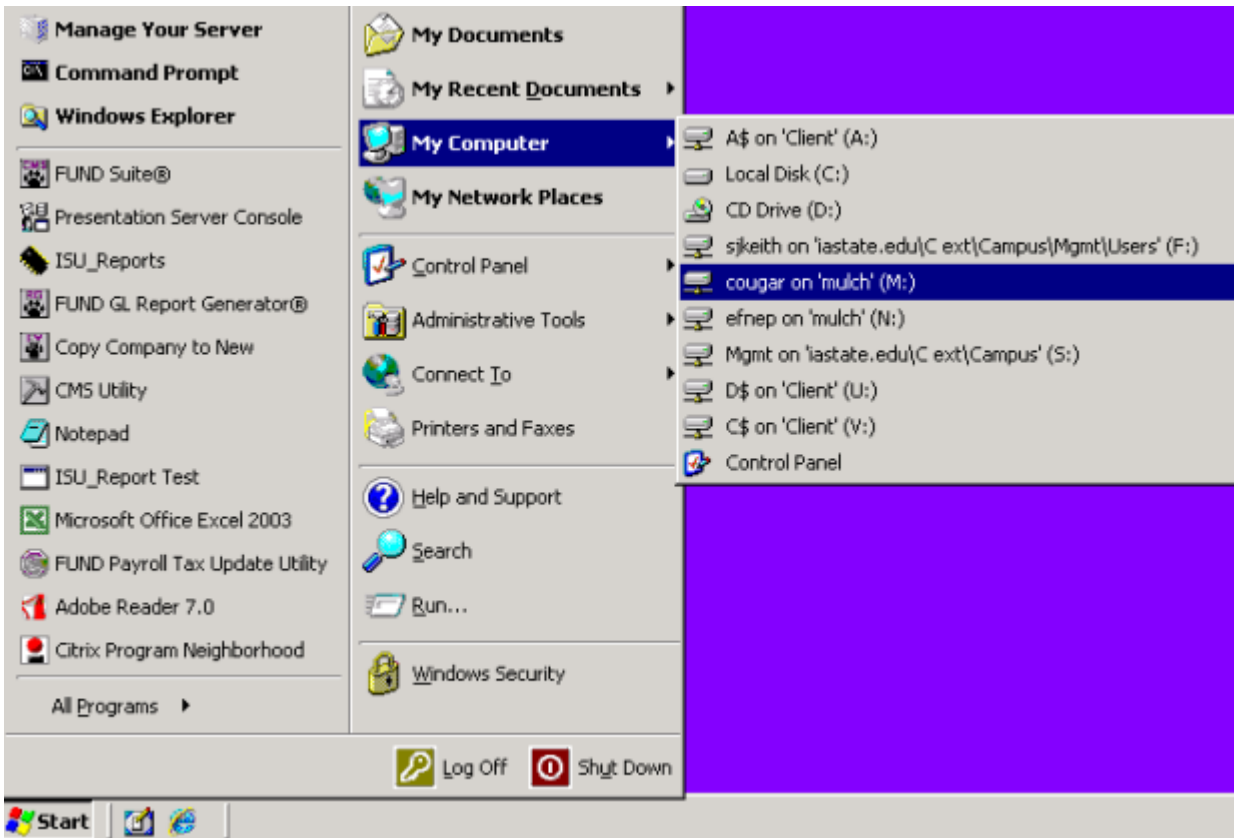 Manage Your Server
Command Prompt
Windows Explorer
FUND Suite®
Presentation Server Console
ISU_Reports
FUND GL Report Generator®
Copy Company to New
CMS Utility
Notepad
ISU_Report Test
Microsoft Office Excel 2003
FUND Payroll Tax Update Utility
Adobe Reader 7.0
Citrix Program Neighborhood
All Programs
My Documents
My Recent Documents
My Computer
My Network Places
Control Panel
Administrative Tools
Connect To
Printers and Faxes
Help and Support
Search
Run...
Windows Security
A$ on 'Client' (A:)
Local Disk (C:)
CD Drive (D:)
sjkeith on 'iastate.edu\C ext\Campus\Mgmt\Users' (F:)
cougar on 'mulch' (M:)
efnep on 'mulch' (N:)
Mgmt on 'iastate.edu\C ext\Campus' (S:)
D$ on 'Client' (U:)
C$ on 'Client' (V:)
Control Panel
Log Off
Shut Down
Start